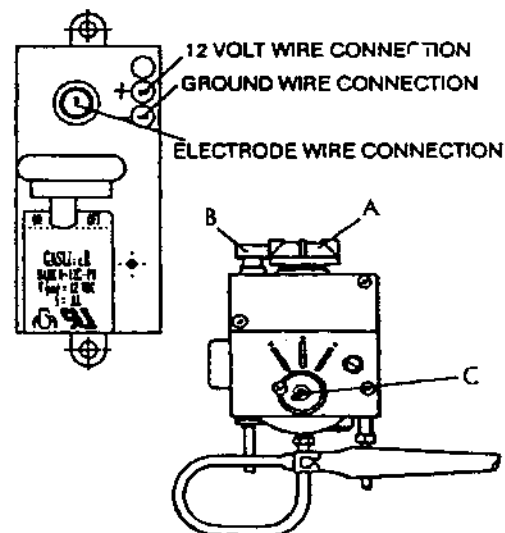 12 VOLT WIRE CONNECTION
+
GROUND WIRE CONNECTION
ELECTRODE WIRE CONNECTION
B
A
C